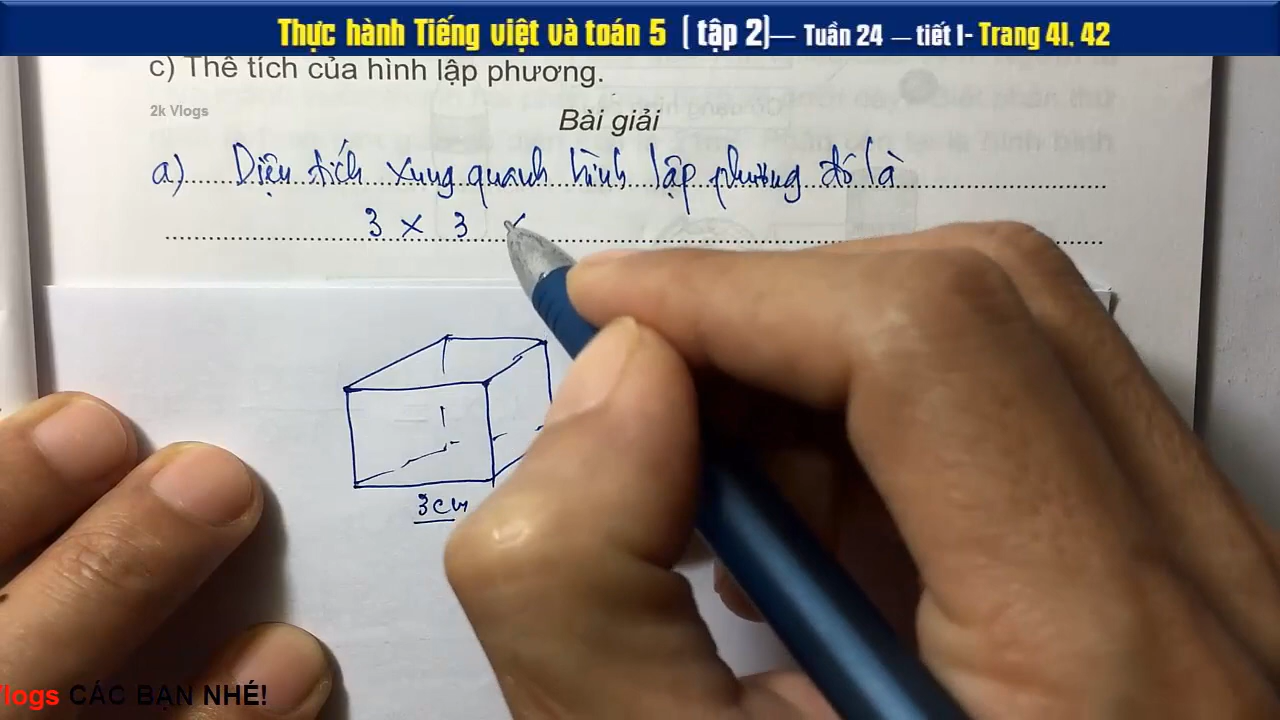 Thực hành Tiếng việt và toán 5 ( tập 2)— Tuần 24 — tiết 1- Trang 41, 42
c) Thể tích của hình lập phương.
2k Vlogs
Bài giải
a) Diện tích xung quanh hình lập phương đó là
3 x 3
3cm
Vlogs CÁC BẠN NHÉ!